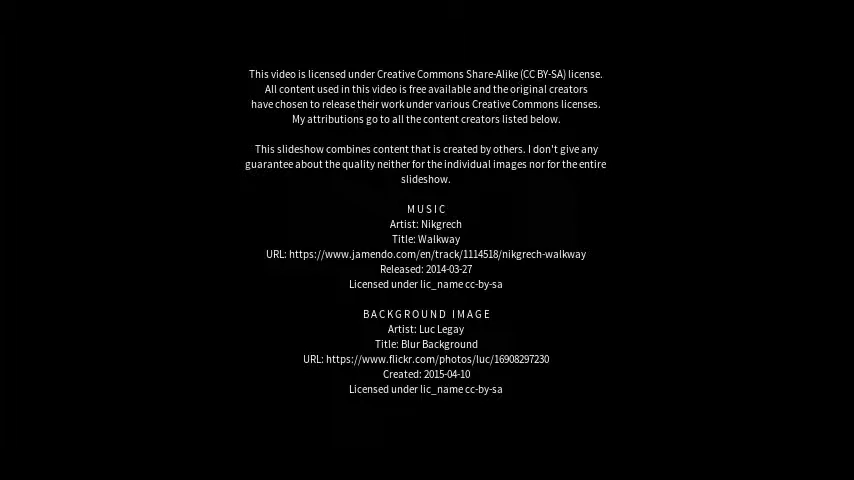 This video is licensed under Creative Commons Share-Alike (CC BY-SA) license.
All content used in this video is free available and the original creators
have chosen to release their work under various Creative Commons licenses.
My attributions go to all the content creators listed below.
This slideshow combines content that is created by others. I don't give any
guarantee about the quality neither for the individual images nor for the entire
slideshow.
MUSIC
Artist: Nikgrech
Title: Walkway
URL: https://www.jamendo.com/en/track/1114518/nikgrech-walkway
Released: 2014-03-27
Licensed under lic_name cc-by-sa
BACKGROUND IMAGE
Artist: Luc Legay
Title: Blur Background
URL: https://www.flickr.com/photos/luc/16908297230
Created: 2015-04-10
Licensed under lic_name cc-by-sa